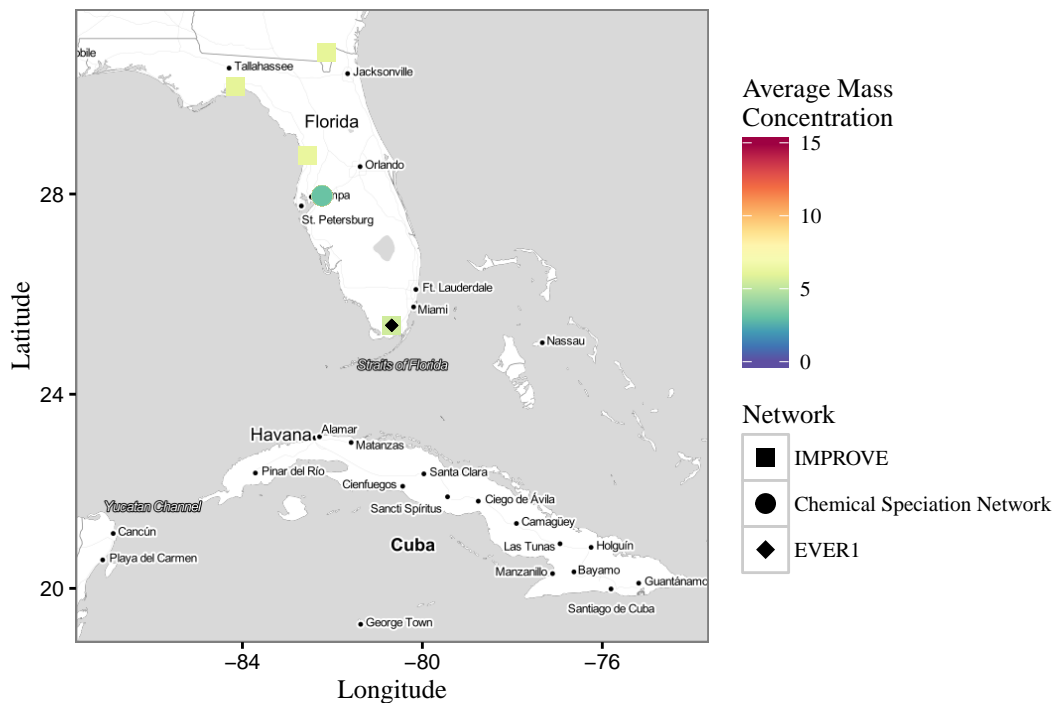 obile
Tallahassee
Jacksonville
Florida
Orlando
mpa
St. Petersburg
Ft. Lauderdale
Miami
Nassau
Straits of Florida
Havana
Alamar
Matanzas
Pinar del Río
Santa Clara
Cienfuegos
Yucatan Channel
Sancti Spíritus
Ciego de Ávila
Cancún
Camagüey
Cuba
Las Tunas
Holguín
Playa del Carmen
Manzanillo
Bayamo
Guantánamo
Santiago de Cuba
George Town
28
24
20
Latitude
−84
−80
−76
Longitude
Average Mass
Concentration
15
10
5
0
Network
IMPROVE
Chemical Speciation Network
EVER1